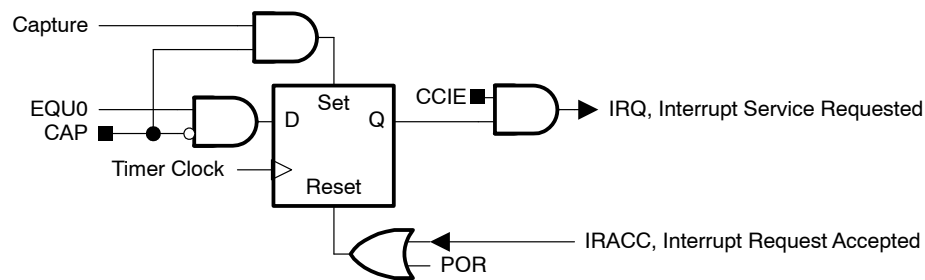 Capture
Set
CCIE
IRQ, Interrupt Service Requested
EQU0
D
Q
CAP
Timer Clock
Reset
IRACC, Interrupt Request Accepted
POR